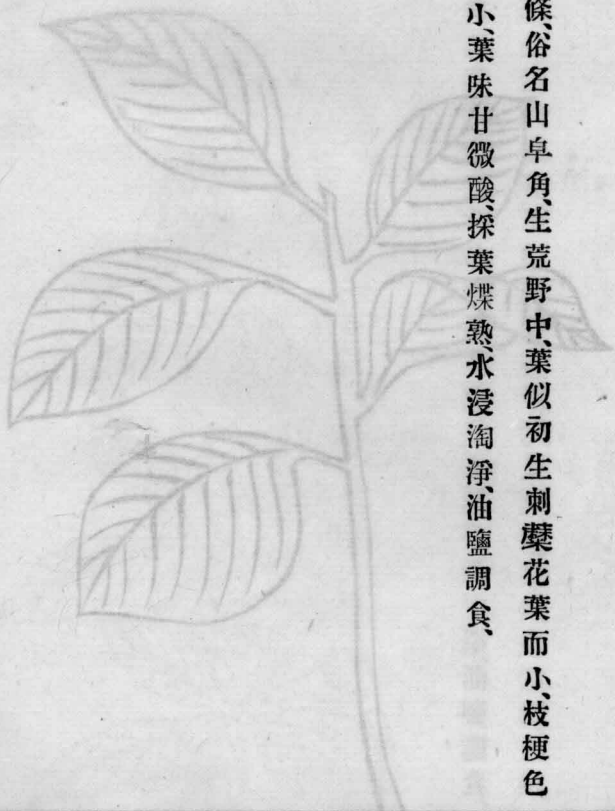 條、俗名山阜角、生荒野中、葉似初生刺蘖花葉而小、枝梗色
小、葉味甘微酸、採葉煠熟、水浸淘淨、油鹽調食、